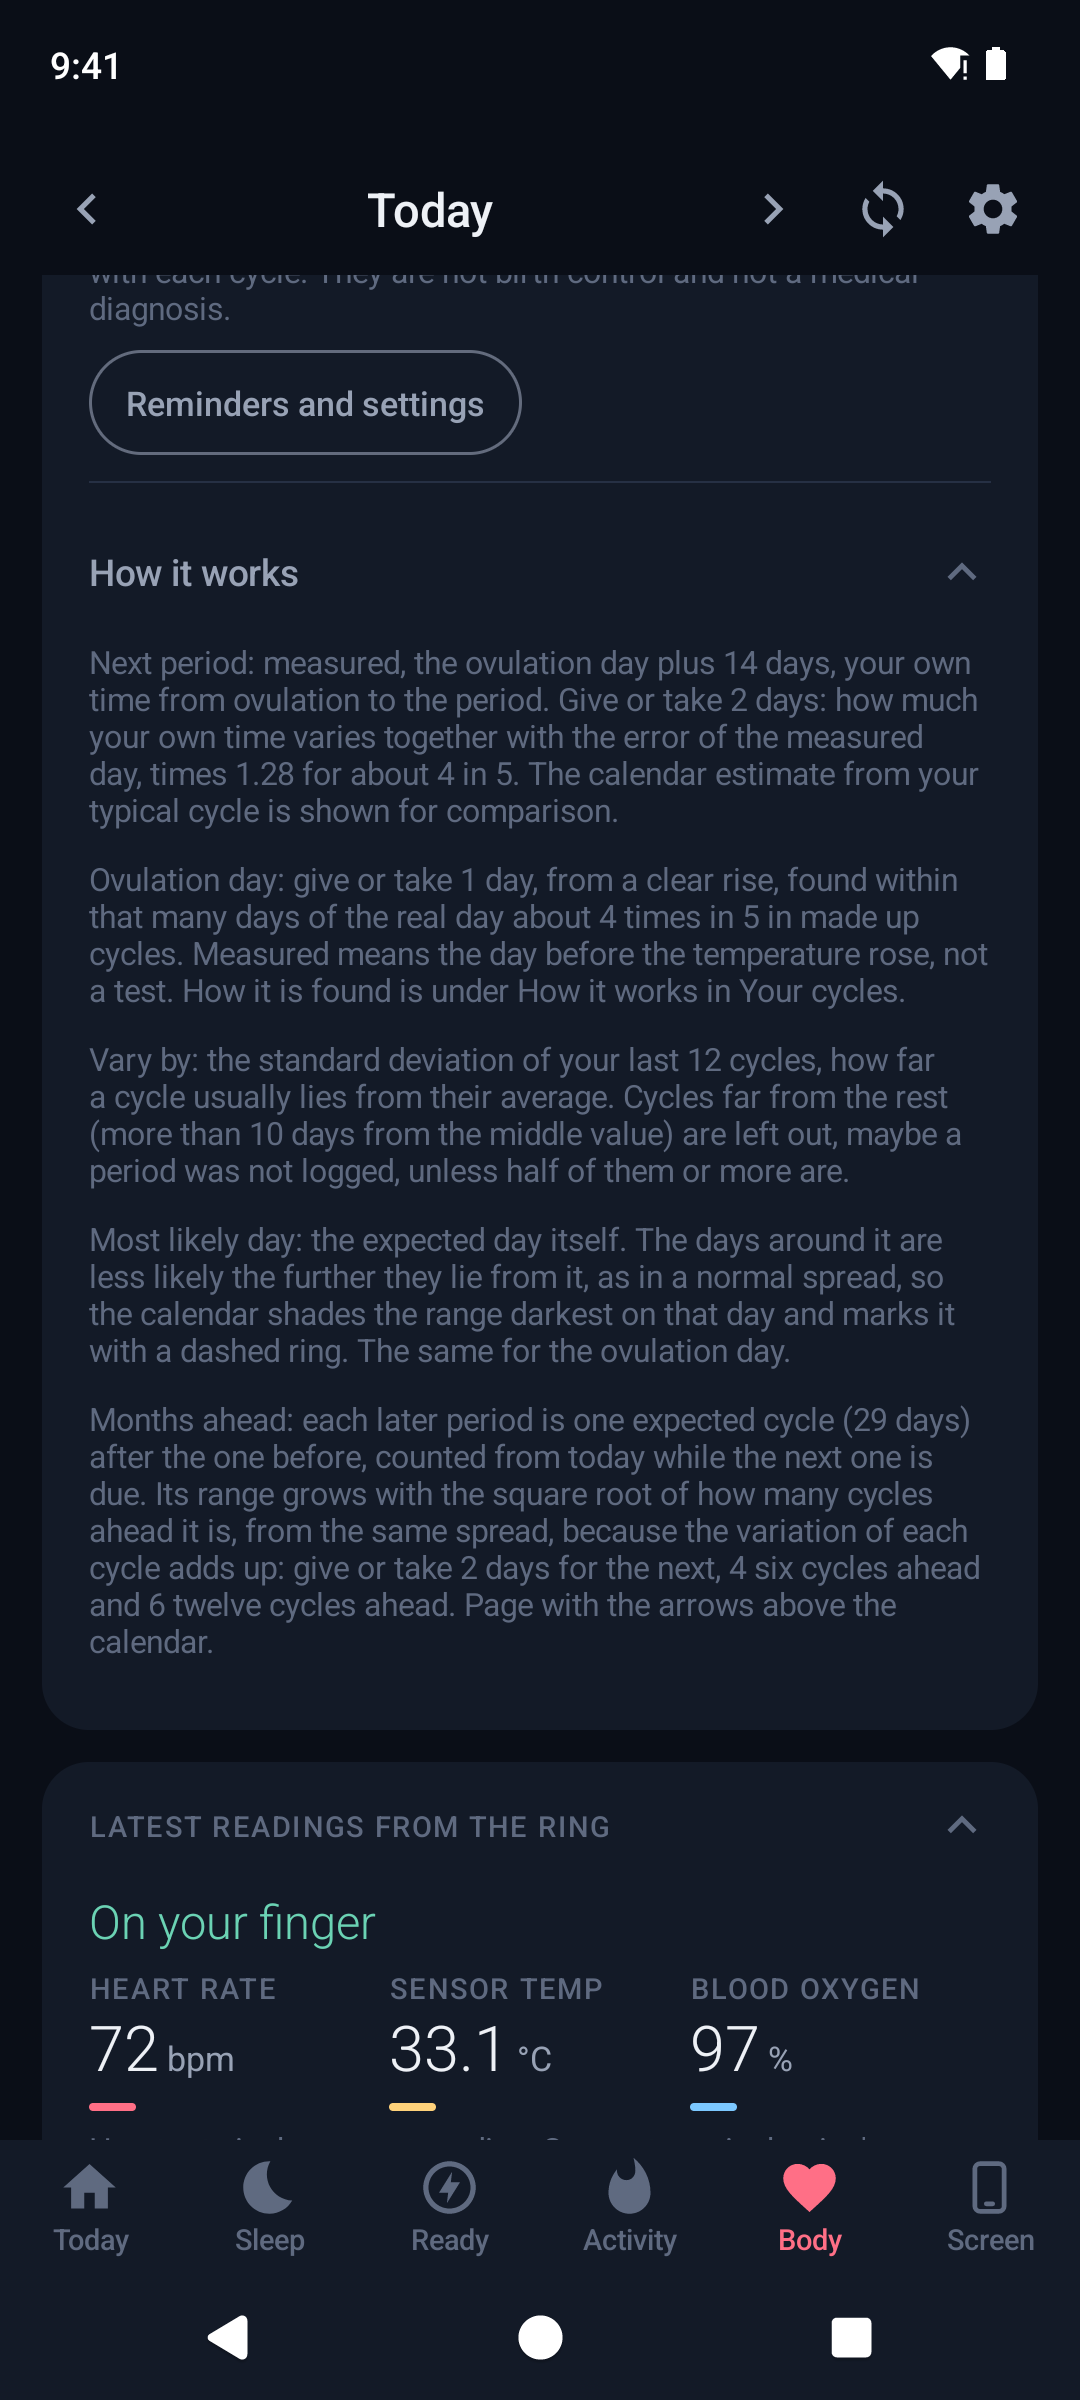 9:41
Today
with each cycle. They are not birth control and not a medical
diagnosis.
Reminders and settings
How it works
Next period: measured, the ovulation day plus 14 days, your own
time from ovulation to the period. Give or take 2 days: how much
your own time varies together with the error of the measured
day, times 1.28 for about 4 in 5. The calendar estimate from your
typical cycle is shown for comparison.
Ovulation day: give or take 1 day, from a clear rise, found within
that many days of the real day about 4 times in 5 in made up
cycles. Measured means the day before the temperature rose, not
a test. How it is found is under How it works in Your cycles.
Vary by: the standard deviation of your last 12 cycles, how far
a cycle usually lies from their average. Cycles far from the rest
(more than 10 days from the middle value) are left out, maybe a
period was not logged, unless half of them or more are.
Most likely day: the expected day itself. The days around it are
less likely the further they lie from it, as in a normal spread, so
the calendar shades the range darkest on that day and marks it
with a dashed ring. The same for the ovulation day.
Months ahead: each later period is one expected cycle (29 days)
after the one before, counted from today while the next one is
due. Its range grows with the square root of how many cycles
ahead it is, from the same spread, because the variation of each
cycle adds up: give or take 2 days for the next, 4 six cycles ahead
and 6 twelve cycles ahead. Page with the arrows above the
calendar.
LATEST READINGS FROM THE RING
On your finger
HEART RATE SENSOR TEMP BLOOD OXYGEN
72 bpm 33.1 °C 97 %
Today Sleep Ready Activity Body Screen